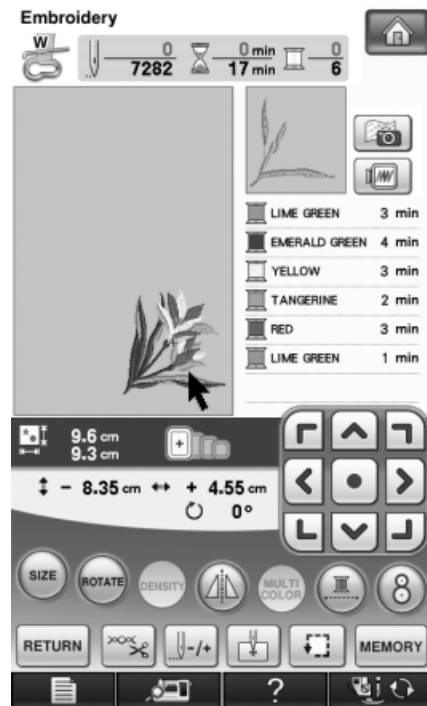 Embroidery
W
0 0 min 0
7282 17 min 6
LIME GREEN 3 min
EMERALD GREEN 4 min
YELLOW 3 min
TANGERINE 2 min
RED 3 min
LIME GREEN 1 min
9.6 cm
9.3 cm
- 8.35 cm + 4.55 cm
0°
SIZE ROTATE DENSITY MULTI COLOR 8
RETURN -/+ MEMORY
?